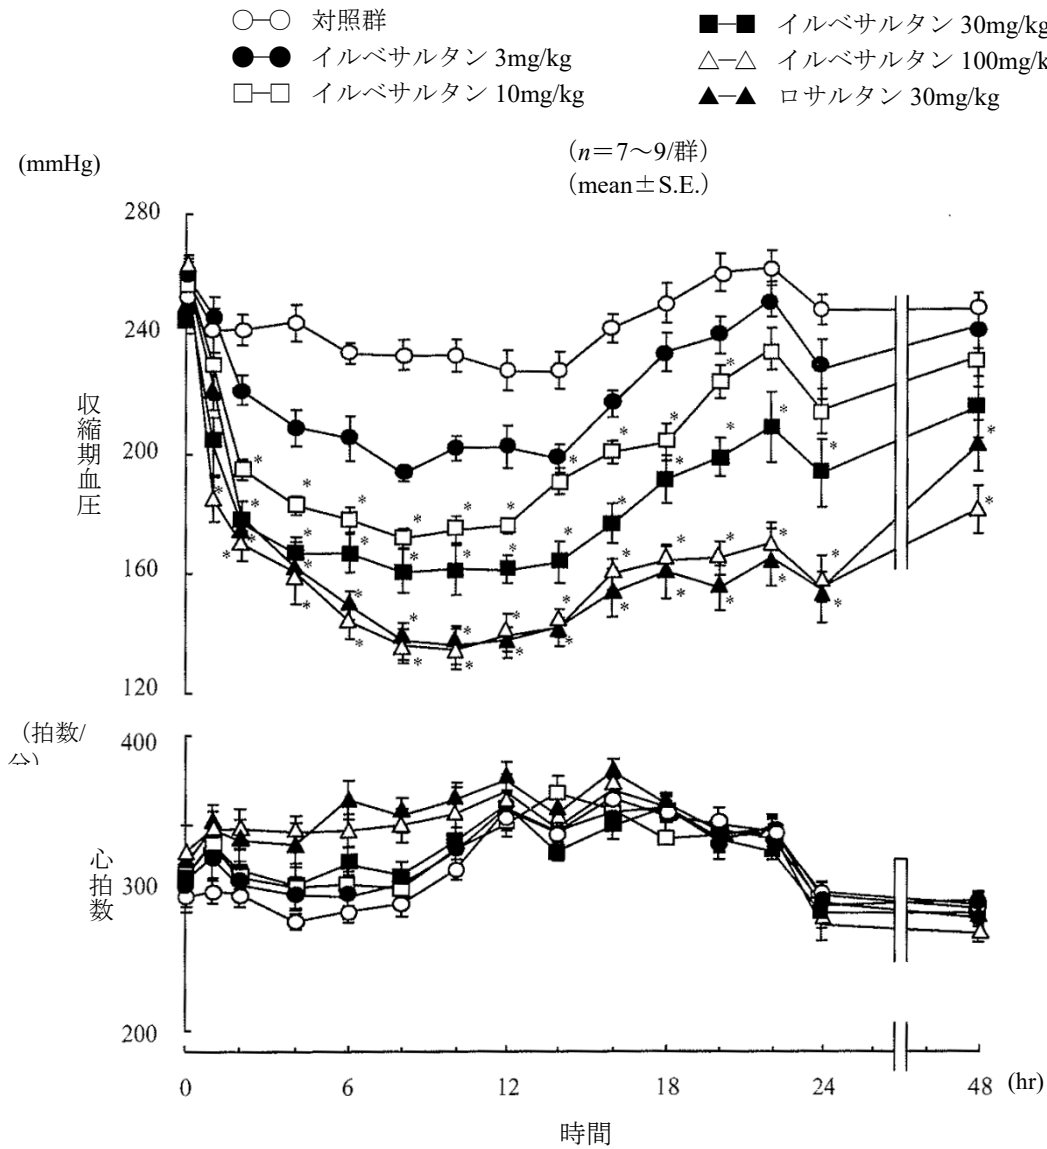 対照群
イルベサルタン 3mg/kg
イルベサルタン 10mg/kg
イルベサルタン 30mg/kg
イルベサルタン 100mg/k
ロサルタン 30mg/kg
(mmHg)
（n＝7～9/群）
（mean±S.E.）
280
240
200
160
120
収縮期血圧
（拍数/
分）
400
300
200
心拍数
0
6
12
18
24
48
(hr)
時間